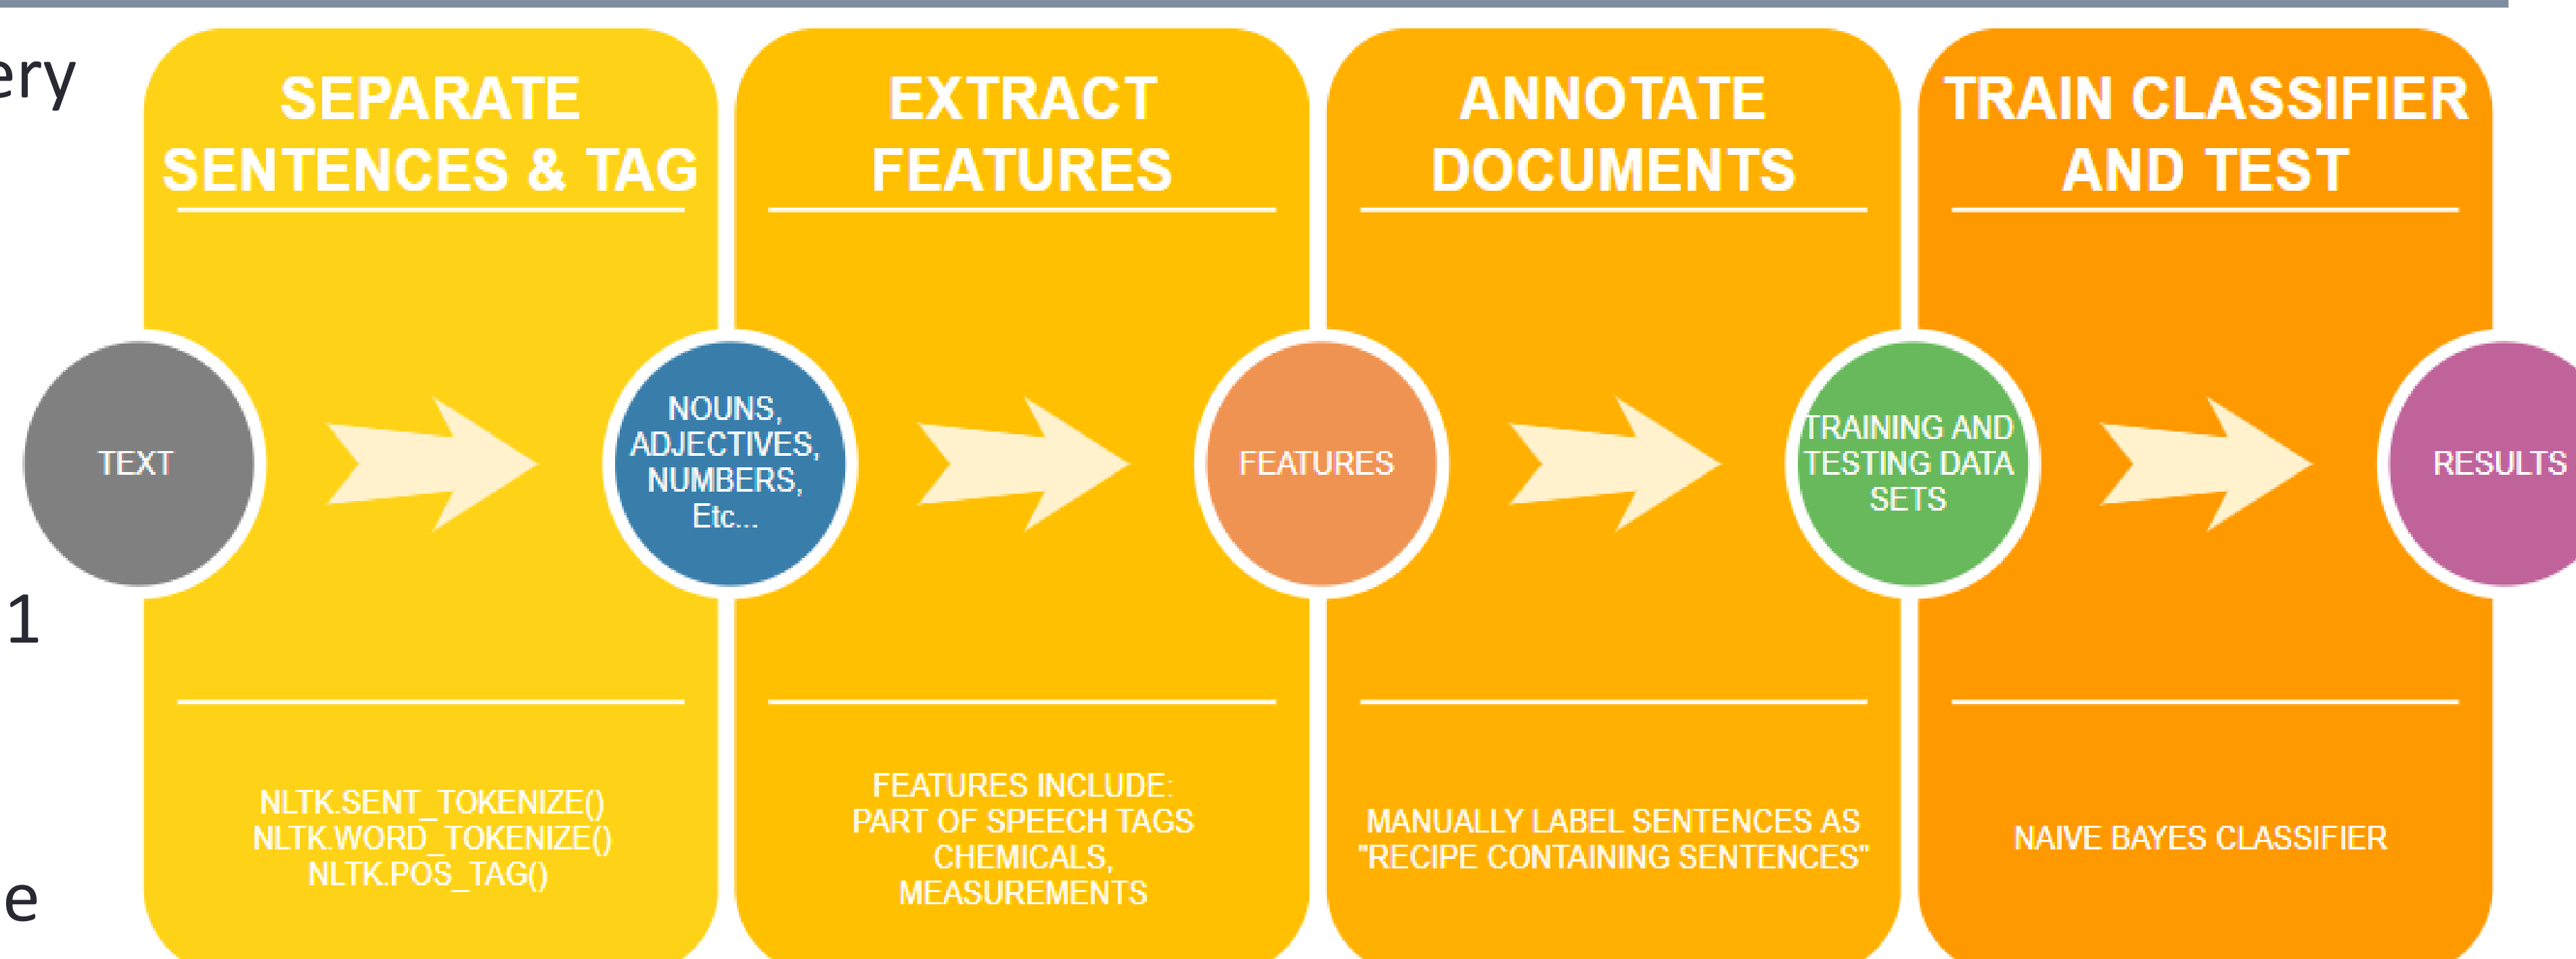 ery
1
e
SEPARATE
SENTENCES & TAG
TEXT
NLTK.SENT_TOKENIZE()
NLTK.WORD_TOKENIZE()
NLTK.POS_TAG()
EXTRACT
FEATURES
NOUNS,
ADJECTIVES,
NUMBERS,
Etc...
FEATURES INCLUDE:
PART OF SPEECH TAGS
CHEMICALS,
MEASUREMENTS
ANNOTATE
DOCUMENTS
FEATURES
MANUALLY LABEL SENTENCES AS
"RECIPE CONTAINING SENTENCES"
TRAIN CLASSIFIER
AND TEST
TRAINING AND
TESTING DATA
SETS
RESULTS
NAIVE BAYES CLASSIFIER